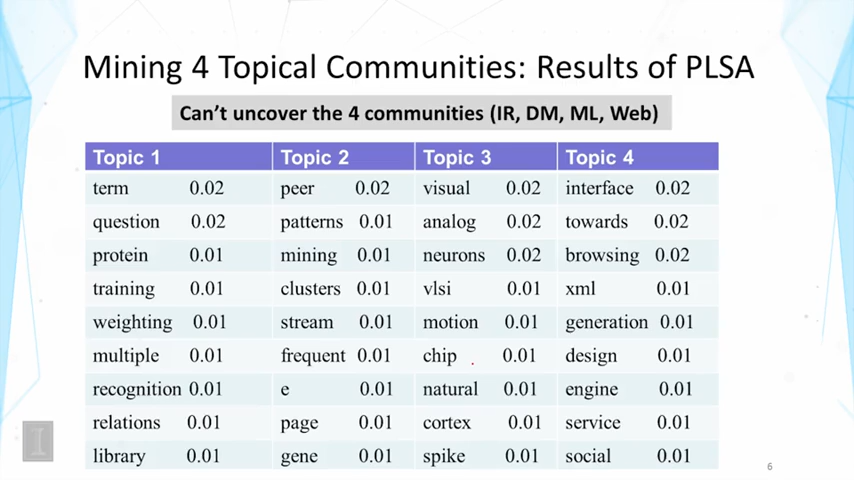 Mining 4 Topical Communities: Results of PLSA
Can't uncover the 4 communities (IR, DM, ML, Web)
Topic 1 Topic 2 Topic 3 Topic 4
term 0.02 peer 0.02 visual 0.02 interface 0.02
question 0.02 patterns 0.01 analog 0.02 towards 0.02
protein 0.01 mining 0.01 neurons 0.02 browsing 0.02
training 0.01 clusters 0.01 vlsi 0.01 xml 0.01
weighting 0.01 stream 0.01 motion 0.01 generation 0.01
multiple 0.01 frequent 0.01 chip 0.01 design 0.01
recognition 0.01 e 0.01 natural 0.01 engine 0.01
relations 0.01 page 0.01 cortex 0.01 service 0.01
library 0.01 gene 0.01 spike 0.01 social 0.01
6